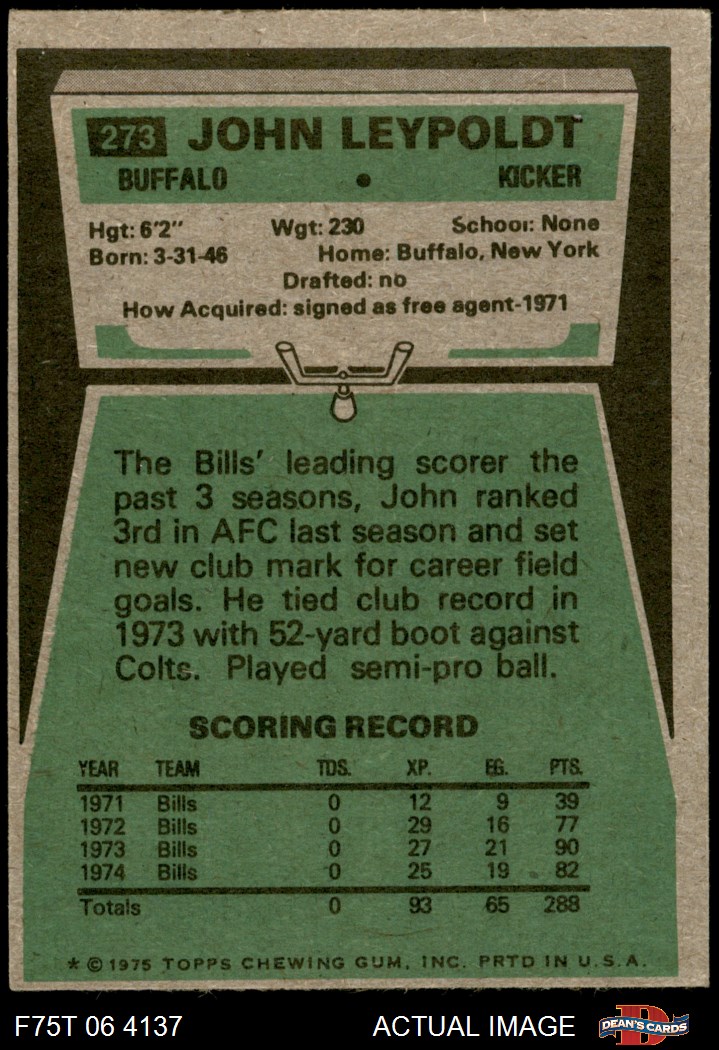 273 JOHN LEYPOLDT
BUFFALO • KICKER
Hgt: 6'2" Wgt: 230 School: None
Born: 3-31-46 Home: Buffalo, New York
Drafted: no
How Acquired: signed as free agent-1971
The Bills' leading scorer the
past 3 seasons, John ranked
3rd in AFC last season and set
new club mark for career field
goals. He tied club record in
1973 with 52-yard boot against
Colts. Played semi-pro ball.
SCORING RECORD
YEAR TEAM TDS. XP. FG. PTS.
1971 Bills 0 12 9 39
1972 Bills 0 29 16 77
1973 Bills 0 27 21 90
1974 Bills 0 25 19 82
Totals 0 93 65 288
* © 1975 TOPPS CHEWING GUM, INC. PRTD IN U.S.A.
F75T 06 4137 ACTUAL IMAGE D DEAN'S CARDS